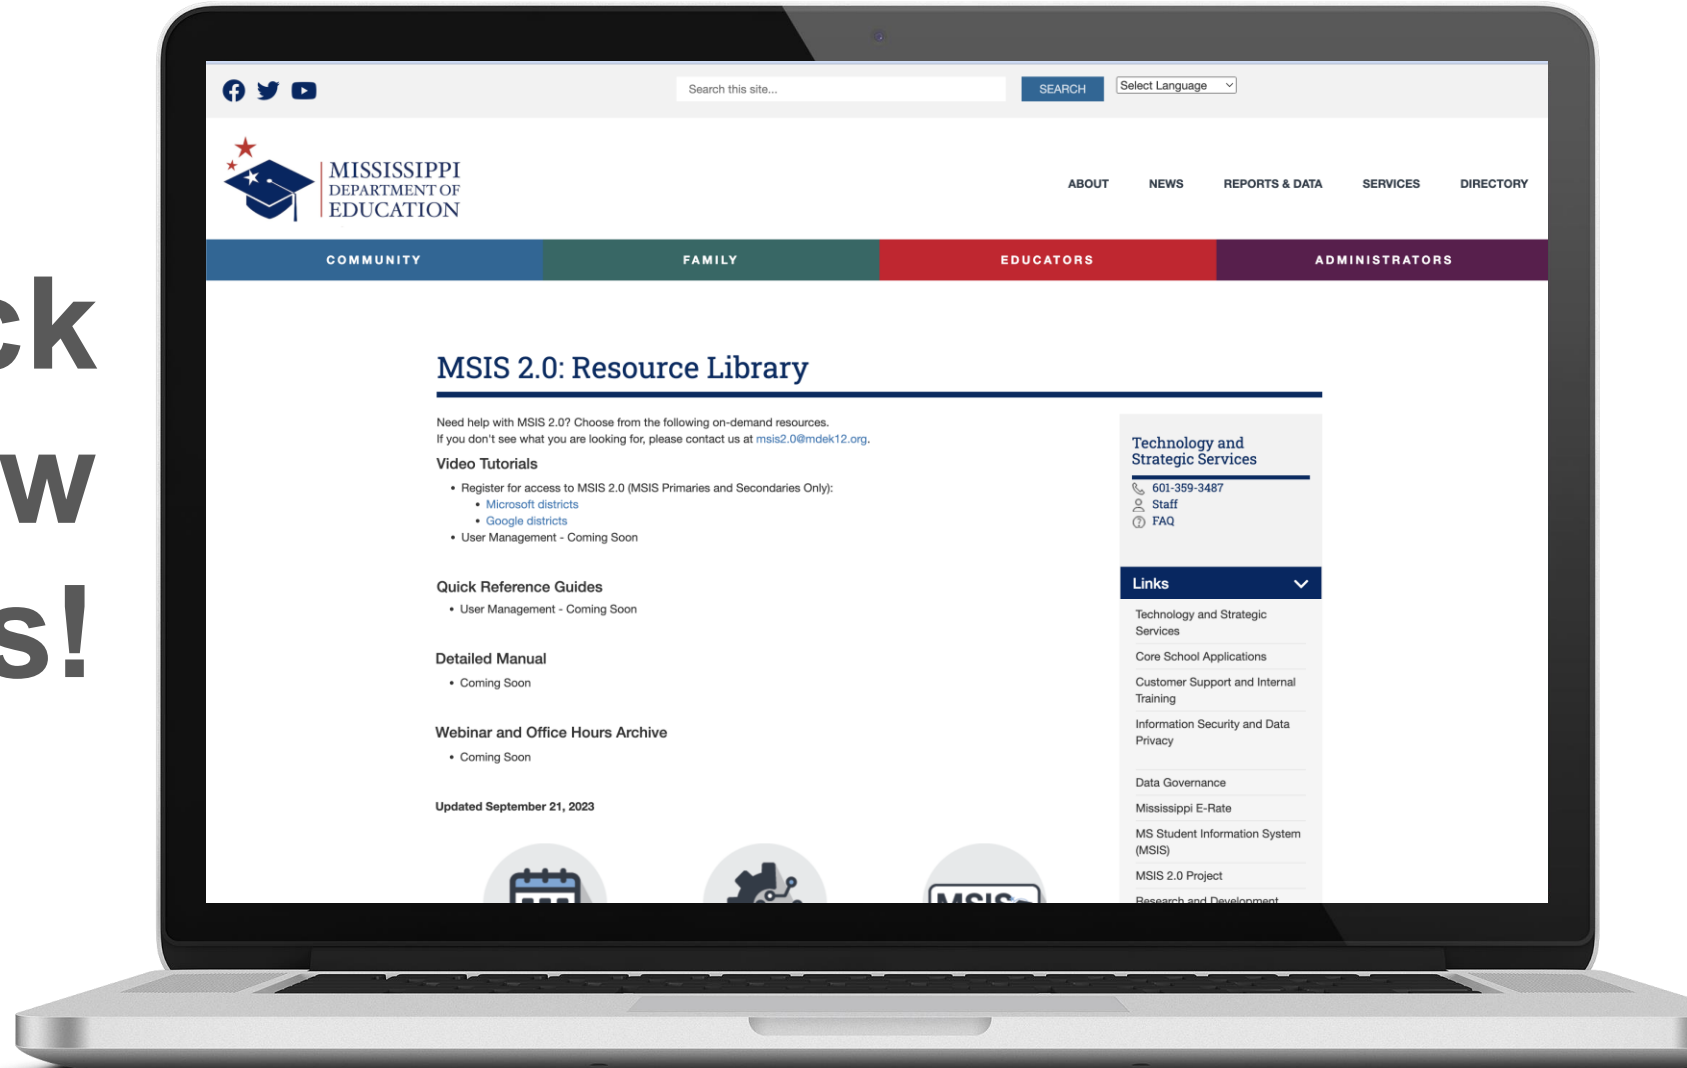 ck
w
s!
Search this site...
SEARCH
Select Language
MISSISSIPPI
DEPARTMENT OF
EDUCATION
ABOUT NEWS REPORTS & DATA SERVICES DIRECTORY
COMMUNITY FAMILY EDUCATORS ADMINISTRATORS
MSIS 2.0: Resource Library
Need help with MSIS 2.0? Choose from the following on-demand resources.
If you don't see what you are looking for, please contact us at msis2.0@mdek12.org.
Video Tutorials
• Register for access to MSIS 2.0 (MSIS Primaries and Secondaries Only):
• Microsoft districts
• Google districts
• User Management - Coming Soon
Quick Reference Guides
• User Management - Coming Soon
Detailed Manual
• Coming Soon
Webinar and Office Hours Archive
• Coming Soon
Updated September 21, 2023
MSIS
Technology and
Strategic Services
601-359-3487
Staff
FAQ
Links
Technology and Strategic
Services
Core School Applications
Customer Support and Internal
Training
Information Security and Data
Privacy
Data Governance
Mississippi E-Rate
MS Student Information System
(MSIS)
MSIS 2.0 Project
Research and Development